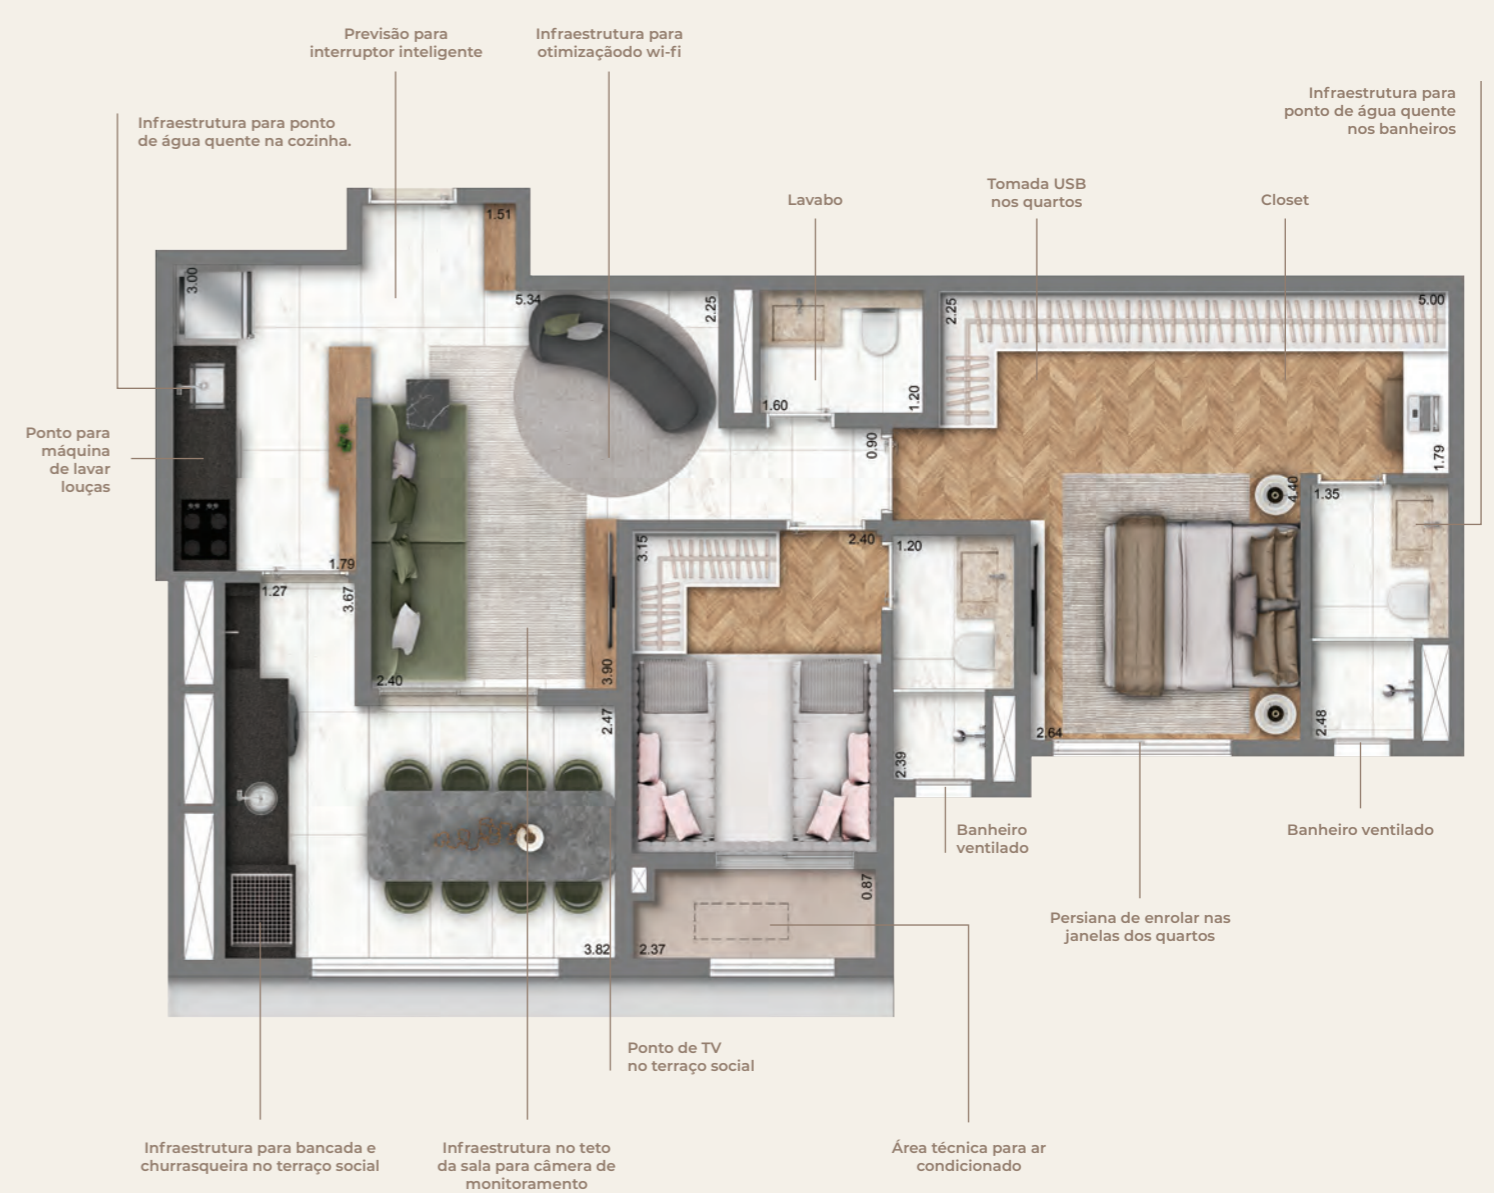 Previsão para
interruptor inteligente
Infraestrutura para
otimizaçãodo wi-fi
Infraestrutura para
ponto de água quente
nos banheiros
Infraestrutura para ponto
de água quente na cozinha.
Lavabo
Tomada USB
nos quartos
Closet
1.51
3.00
5.34
2.25
2.25
5.00
1.60
1.20
0.90
1.79
Ponto para
máquina
de lavar
louças
4.40
1.35
3.15
2.40
1.20
1.79
1.27
3.67
3.90
2.40
2.47
2.39
2.64
2.48
Banheiro
ventilado
Banheiro ventilado
0.87
Persiana de enrolar nas
janelas dos quartos
3.82
2.37
Ponto de TV
no terraço social
Infraestrutura para bancada e
churrasqueira no terraço social
Infraestrutura no teto
da sala para câmera de
monitoramento
Área técnica para ar
condicionado